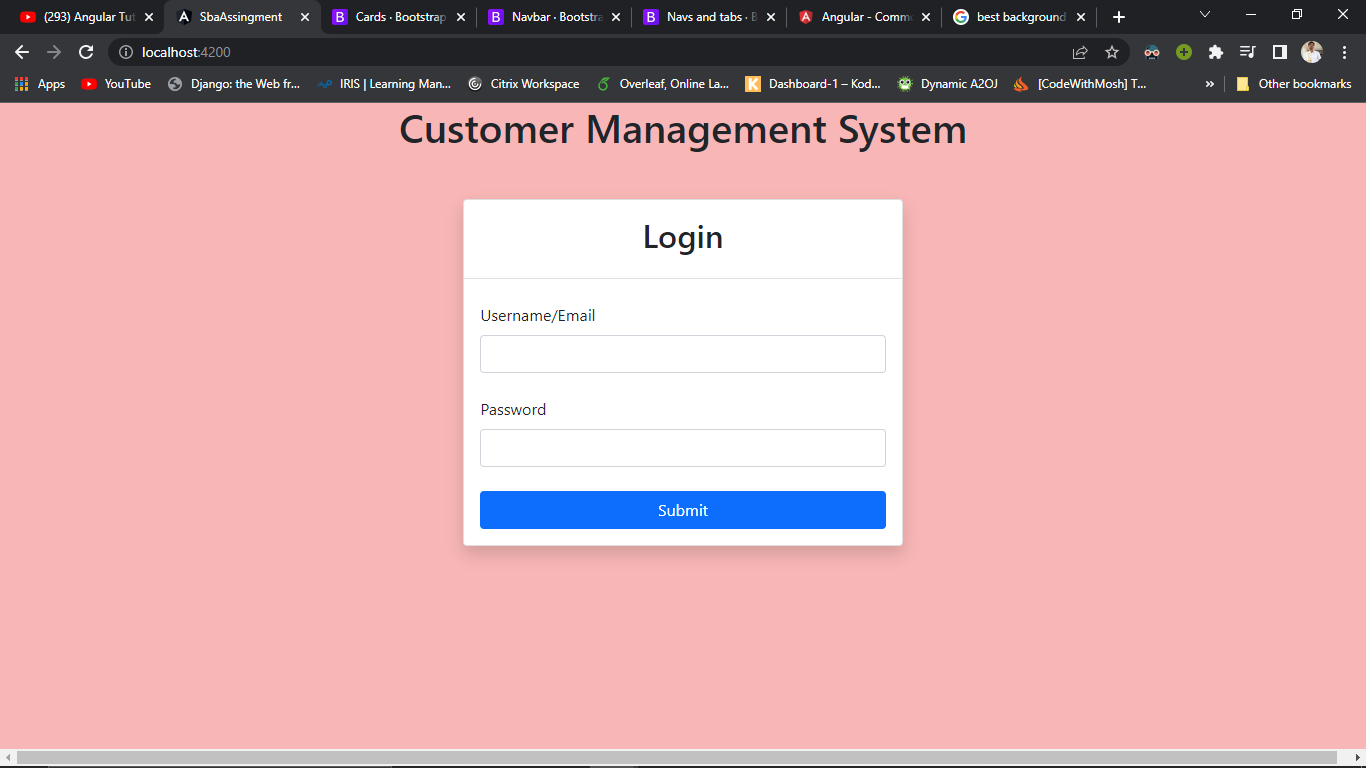 (293) Angular Tut SbaAssingment Cards · Bootstrap Navbar · Bootstra Navs and tabs · B Angular - Commo best background
localhost:4200
Apps YouTube Django: the Web fr... IRIS | Learning Man... Citrix Workspace Overleaf, Online La... Dashboard-1 – Kod... Dynamic A2OJ [CodeWithMosh] T... » Other bookmarks
Customer Management System
Login
Username/Email
Password
Submit